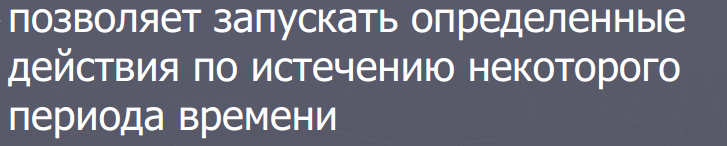 позволяет запускать определенные
действия по истечению некоторого
периода времени